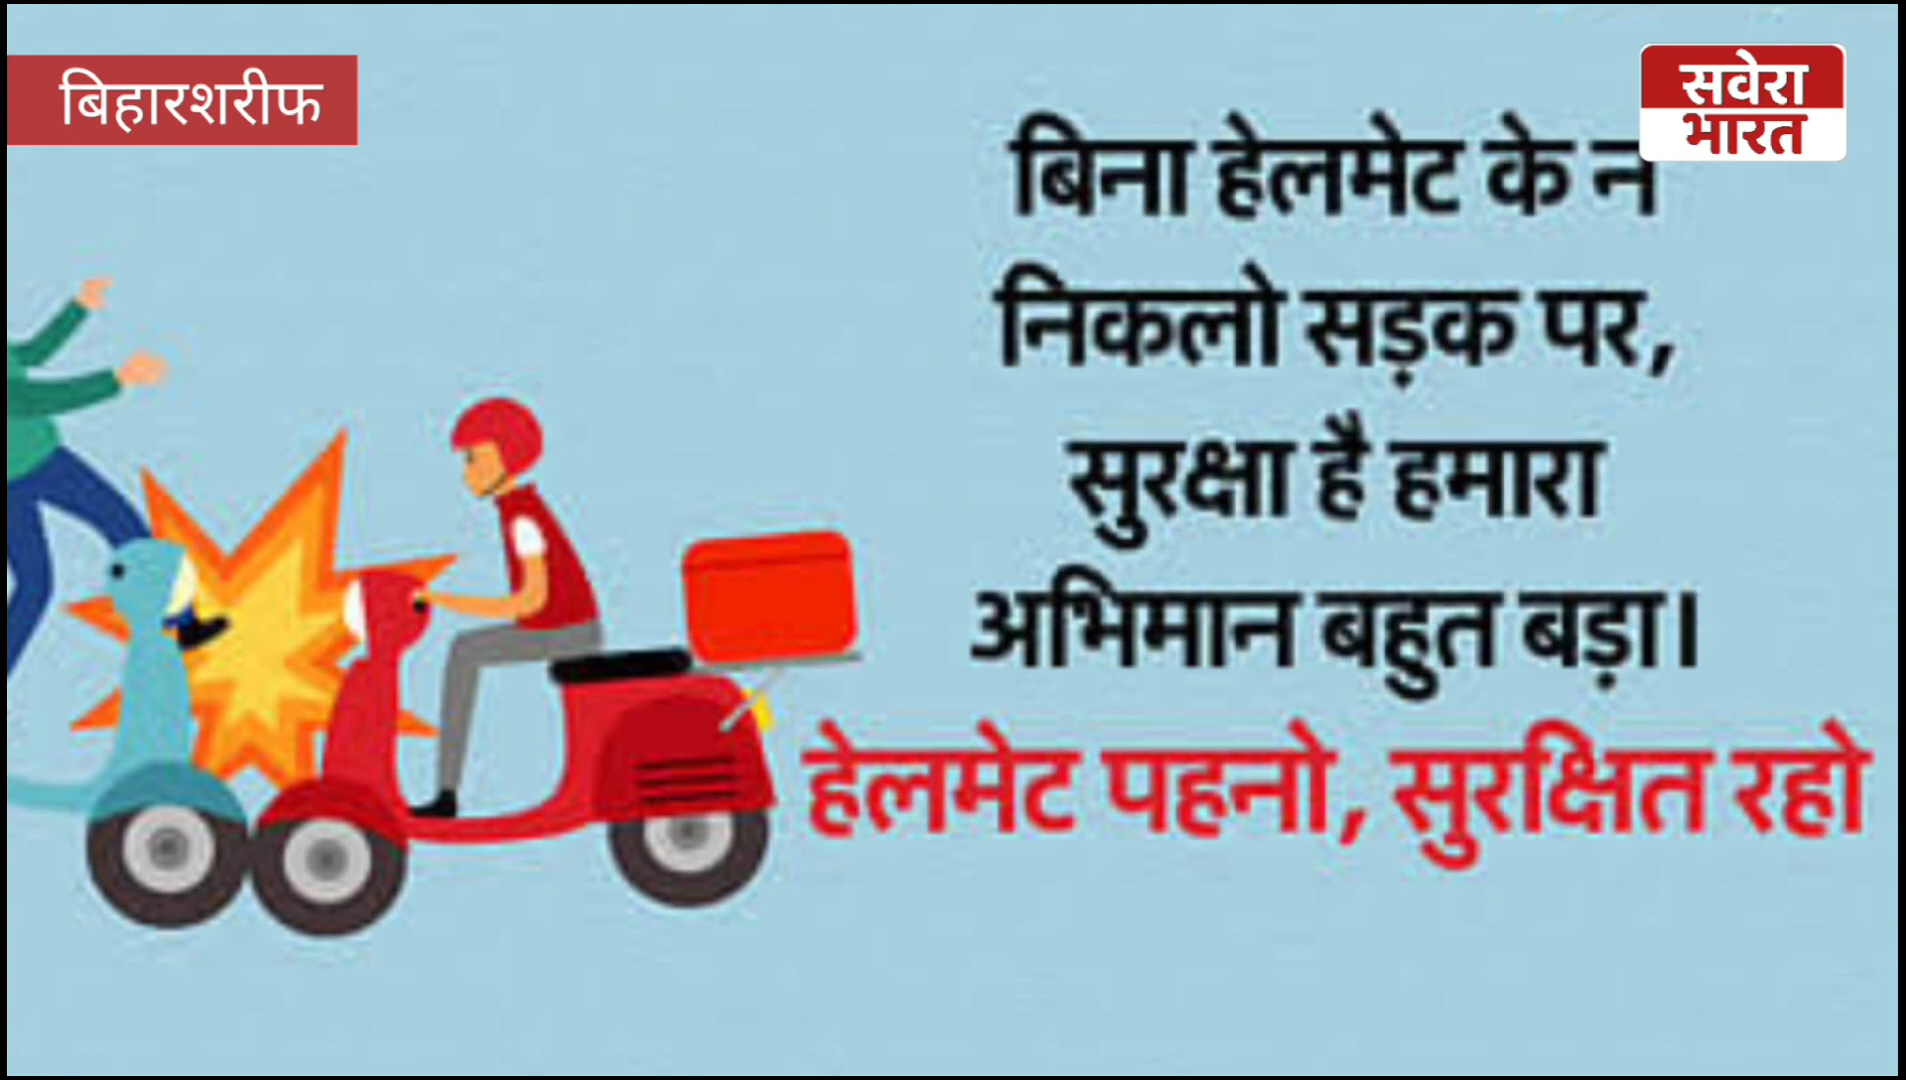 बिहारशरीफ
सवेरा
भारत
बिना हेलमेट के न
निकलो सड़क पर,
सुरक्षा है हमारा
अभिमान बहुत बड़ा।
हेलमेट पहनो, सुरक्षित रहो